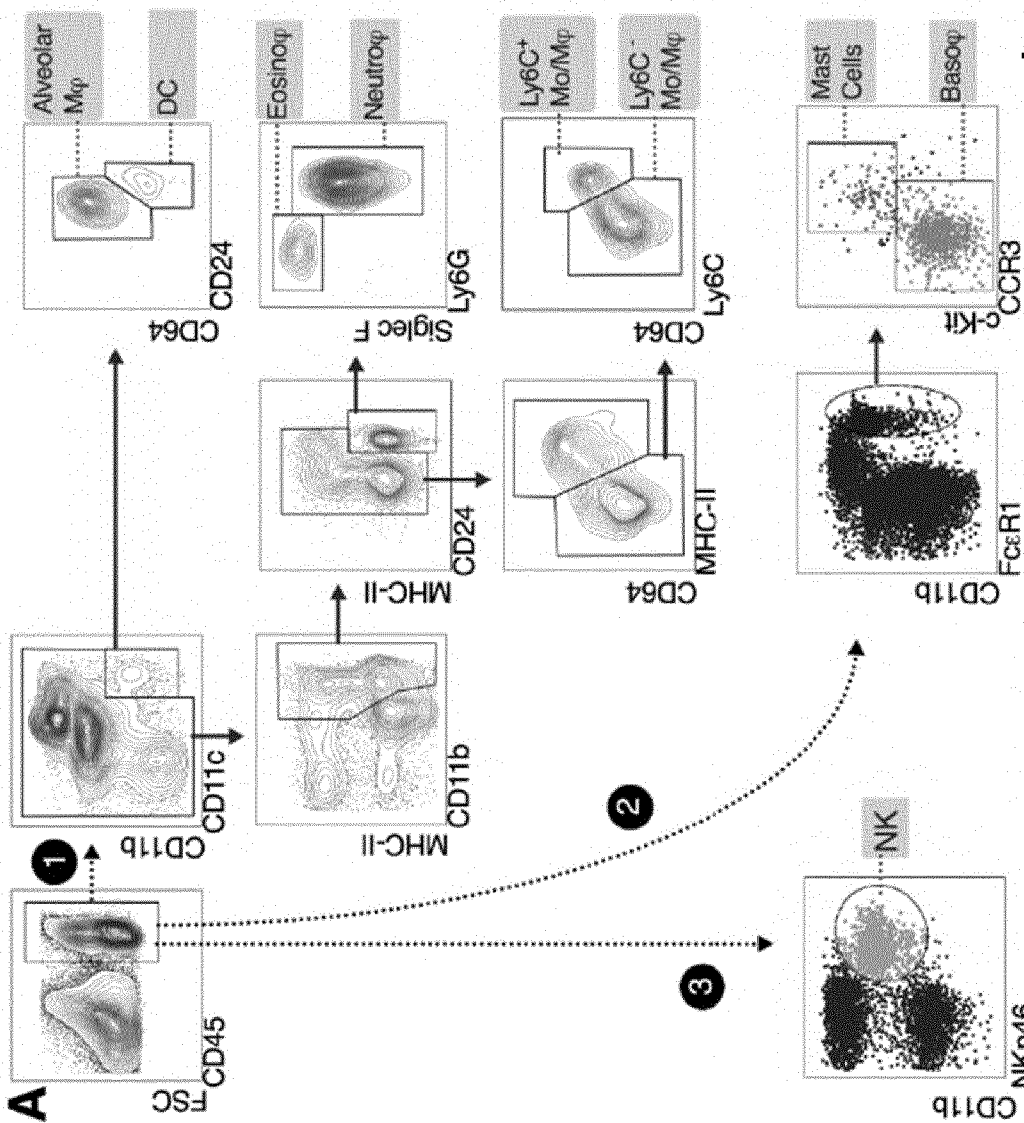 A
FSC
CD45
1
CD11b
CD11c
CD64
CD24
Alveolar
Mφ
DC
MHC-II
CD11b
MHC-II
CD24
Siglec F
Ly6G
Eosinoφ
Neutroφ
CD64
MHC-II
CD64
Ly6C
Ly6C+
Mo/Mφ
Ly6C-
Mo/Mφ
2
3
CD11b
NKp46
NK
CD11b
FcεR1
c-Kit
CCR3
Mast
Cells
Basoφ